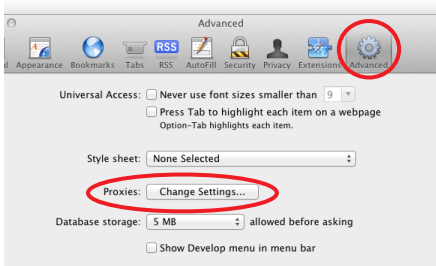 Advanced
RSS
Appearance Bookmarks Tabs RSS AutoFill Security Privacy Extensions Advanced
Universal Access: Never use font sizes smaller than 9
Press Tab to highlight each item on a webpage
Option-Tab highlights each item.
Style sheet: None Selected
Proxies: Change Settings...
Database storage: 5 MB allowed before asking
Show Develop menu in menu bar